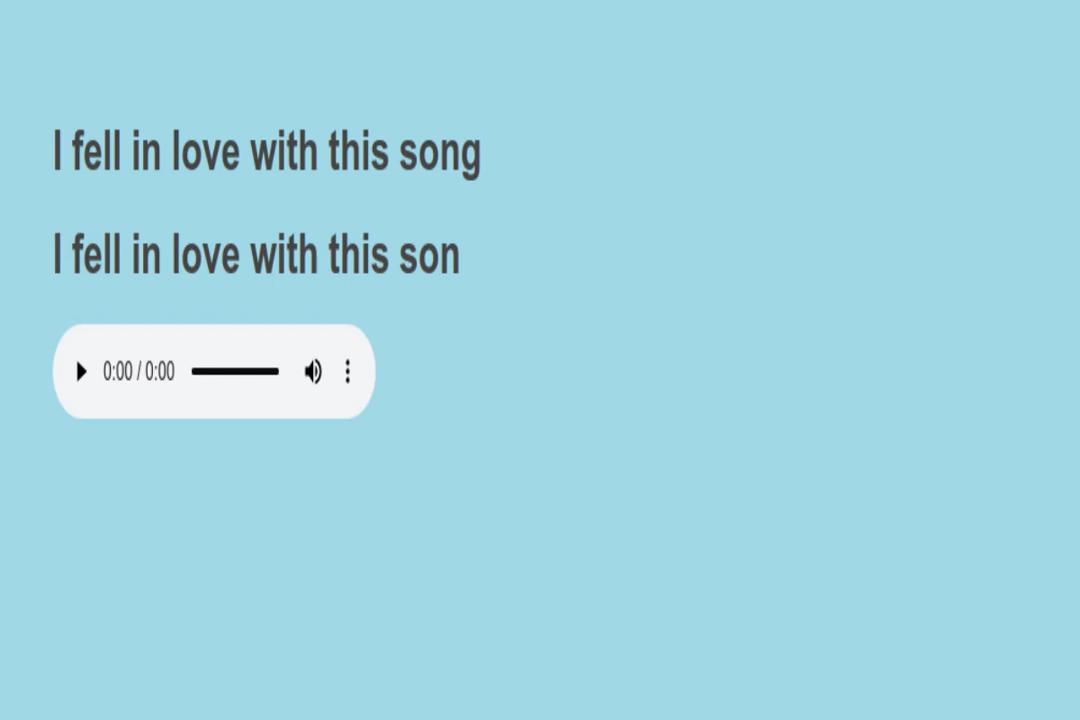 I fell in love with this song
I fell in love with this son
0:00 / 0:00